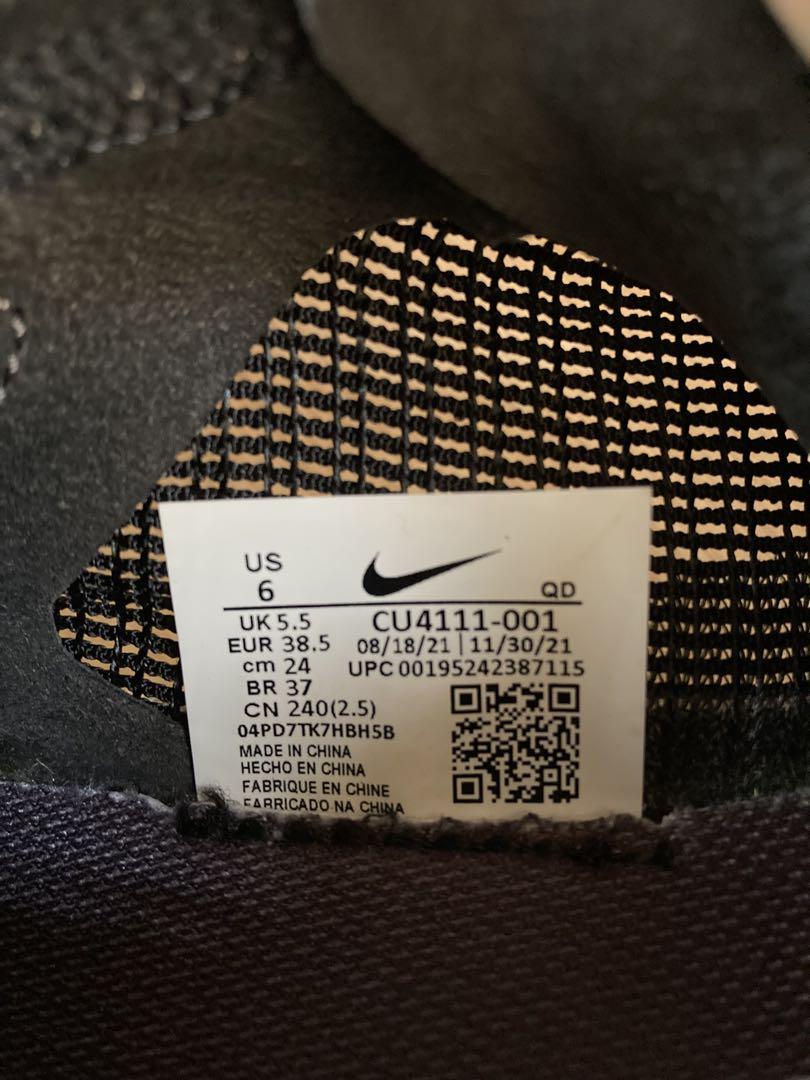 US
6
QD
UK 5.5
CU4111-001
EUR 38.5
08/18/21 | 11/30/21
cm 24
UPC 00195242387115
BR 37
CN 240(2.5)
04PD7TK7HBH5B
MADE IN CHINA
HECHO EN CHINA
FABRIQUE EN CHINE
FABRICADO NA CHINA